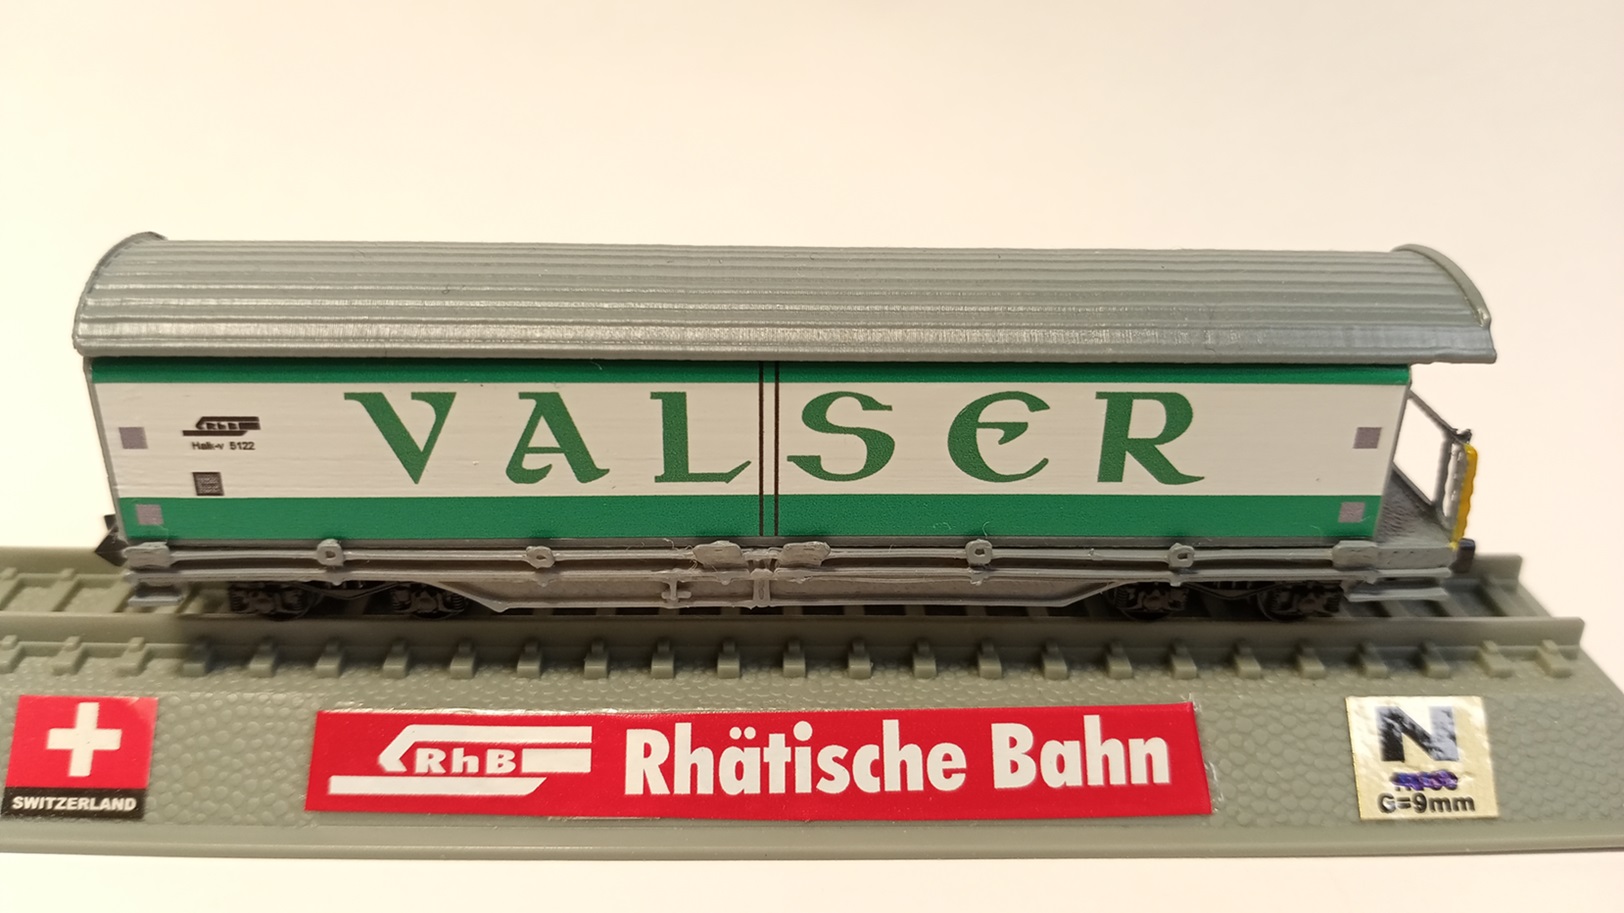 VALSER
RhB
Haik-v 5122
SWITZERLAND
RhB Rhätische Bahn
N
G=9mm